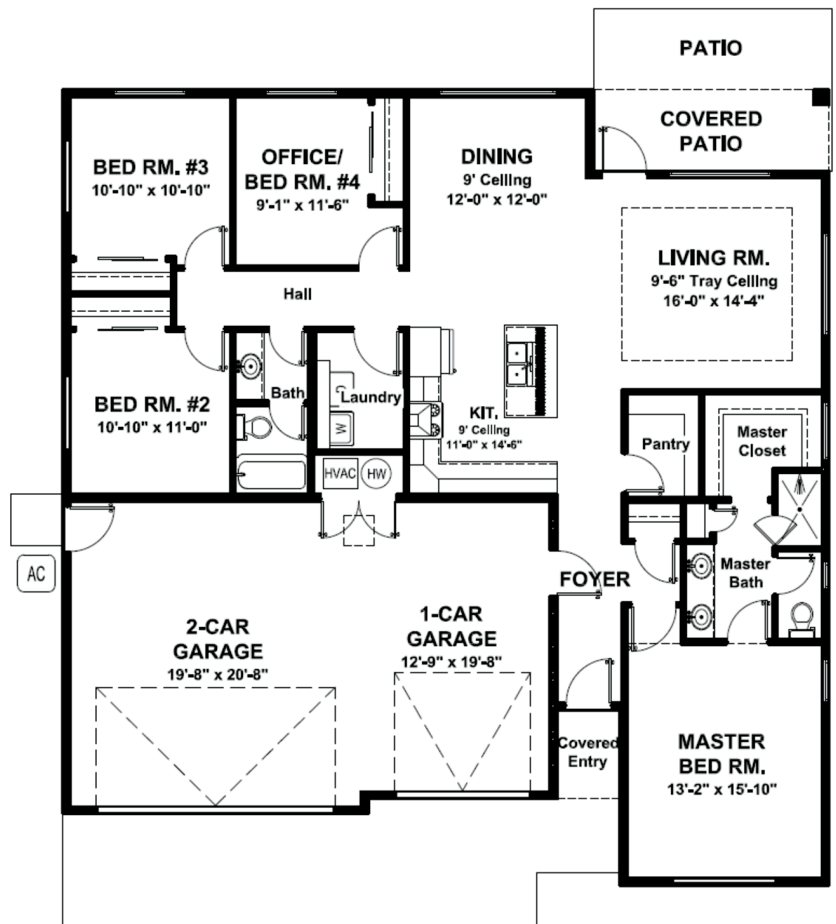 PATIO
COVERED
PATIO
BED RM. #3
10'-10" x 10'-10"
OFFICE/
BED RM. #4
9'-1" x 11'-6"
DINING
9' Ceiling
12'-0" x 12'-0"
LIVING RM.
9'-6" Tray Ceiling
16'-0" x 14'-4"
Hall
BED RM. #2
10'-10" x 11'-0"
Bath
Laundry
W
KIT.
9' Ceiling
11'-0" x 14'-6"
Pantry
Master
Closet
HVAC
HW
AC
FOYER
Master
Bath
2-CAR
GARAGE
19'-8" x 20'-8"
1-CAR
GARAGE
12'-9" x 19'-8"
Covered
Entry
MASTER
BED RM.
13'-2" x 15'-10"